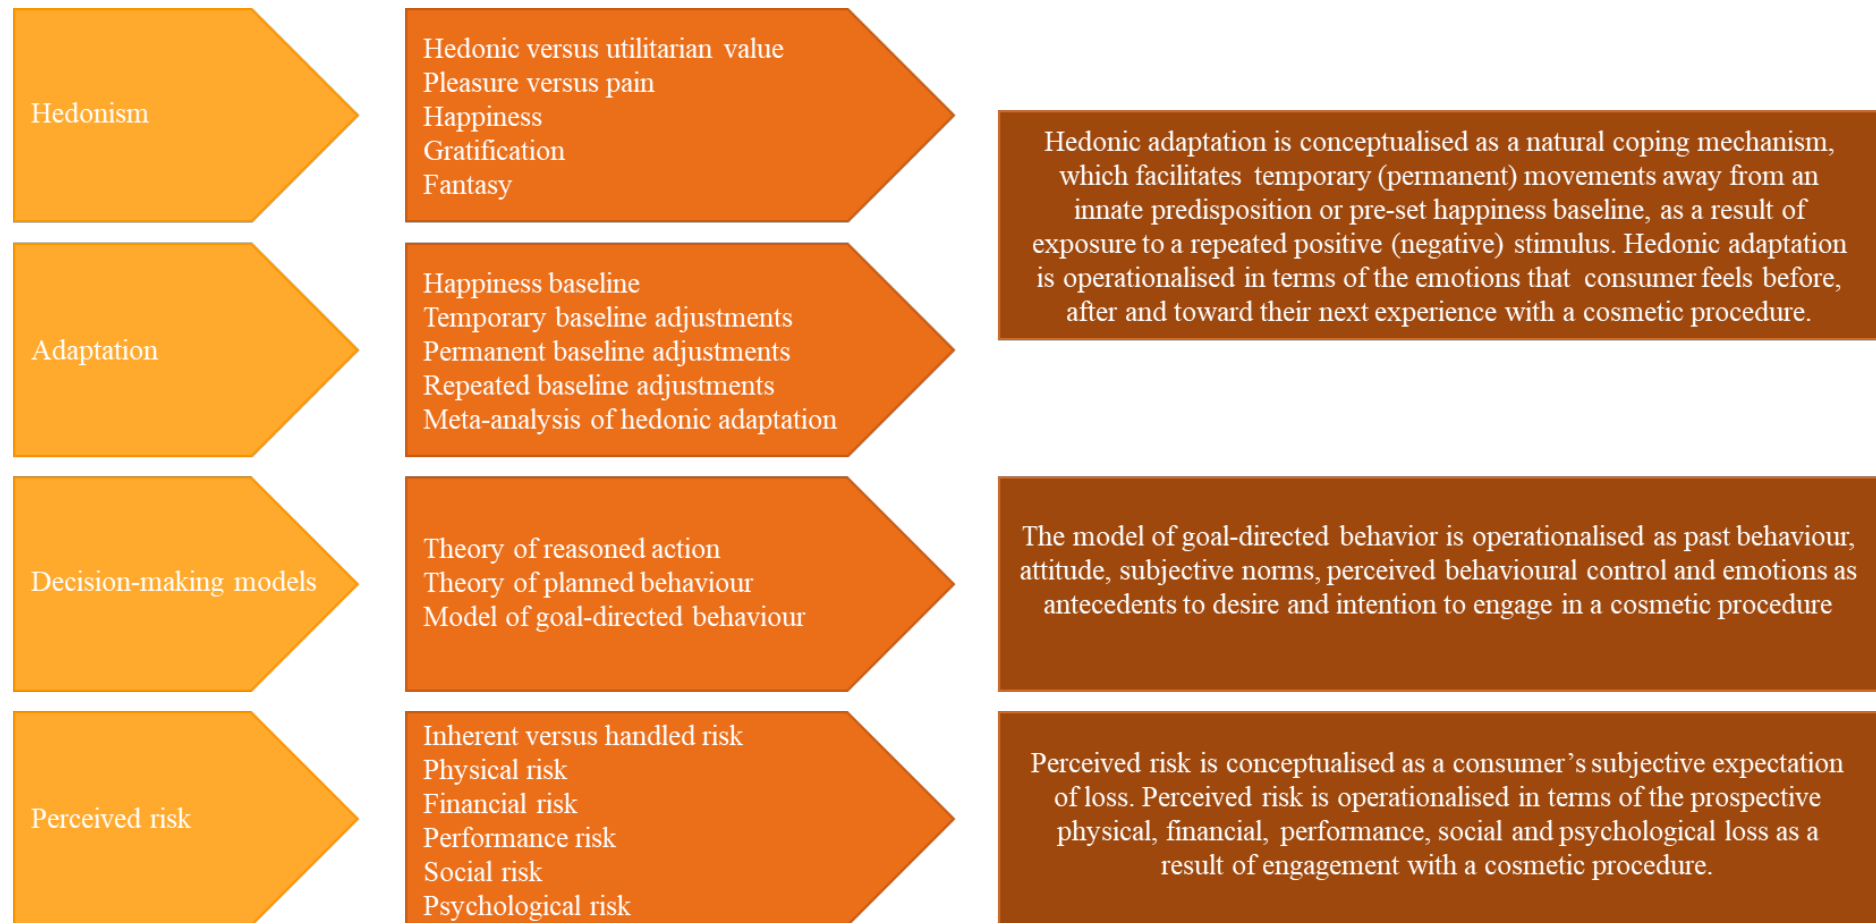 Hedonism
Hedonic versus utilitarian value
Pleasure versus pain
Happiness
Gratification
Fantasy
Adaptation
Happiness baseline
Temporary baseline adjustments
Permanent baseline adjustments
Repeated baseline adjustments
Meta-analysis of hedonic adaptation
Hedonic adaptation is conceptualised as a natural coping mechanism,
which facilitates temporary (permanent) movements away from an
innate predisposition or pre-set happiness baseline, as a result of
exposure to a repeated positive (negative) stimulus. Hedonic adaptation
is operationalised in terms of the emotions that consumer feels before,
after and toward their next experience with a cosmetic procedure.
Decision-making models
Theory of reasoned action
Theory of planned behaviour
Model of goal-directed behaviour
The model of goal-directed behavior is operationalised as past behaviour,
attitude, subjective norms, perceived behavioural control and emotions as
antecedents to desire and intention to engage in a cosmetic procedure
Perceived risk
Inherent versus handled risk
Physical risk
Financial risk
Performance risk
Social risk
Psychological risk
Perceived risk is conceptualised as a consumer’s subjective expectation
of loss. Perceived risk is operationalised in terms of the prospective
physical, financial, performance, social and psychological loss as a
result of engagement with a cosmetic procedure.